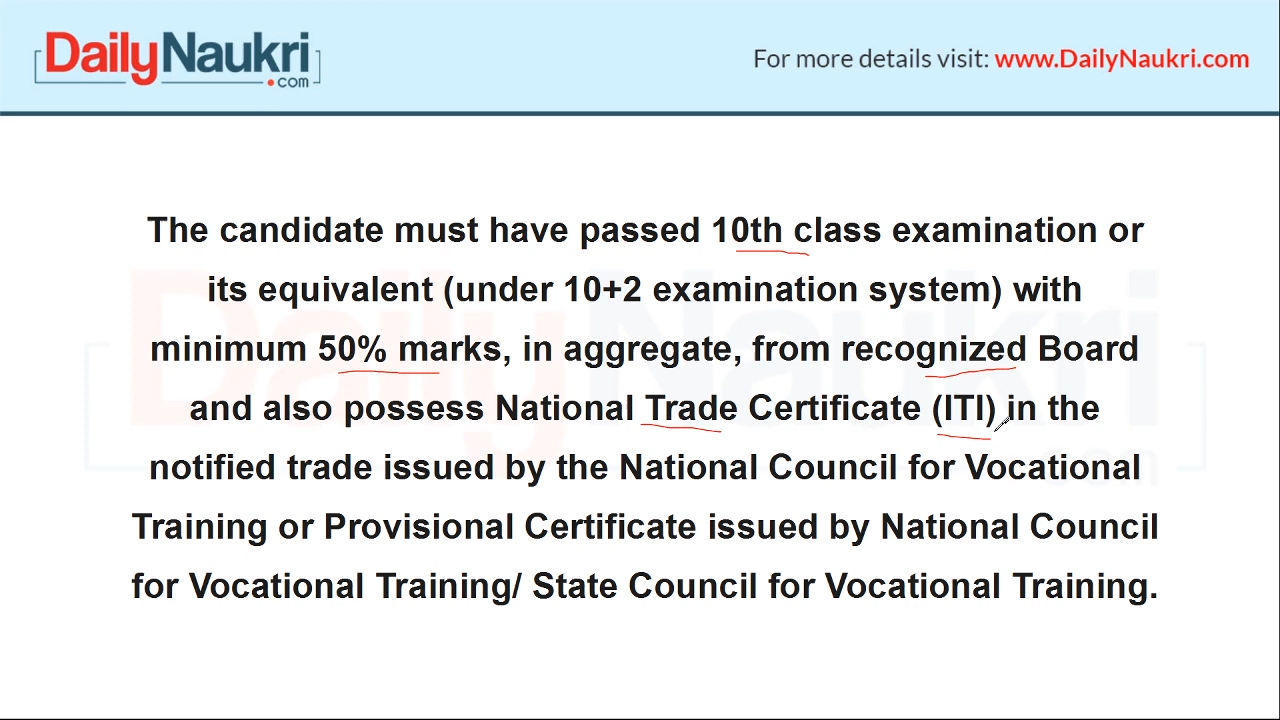 DailyNaukri
.com
For more details visit: www.DailyNaukri.com
The candidate must have passed 10th class examination or
its equivalent (under 10+2 examination system) with
minimum 50% marks, in aggregate, from recognized Board
and also possess National Trade Certificate (ITI) in the
notified trade issued by the National Council for Vocational
Training or Provisional Certificate issued by National Council
for Vocational Training/ State Council for Vocational Training.